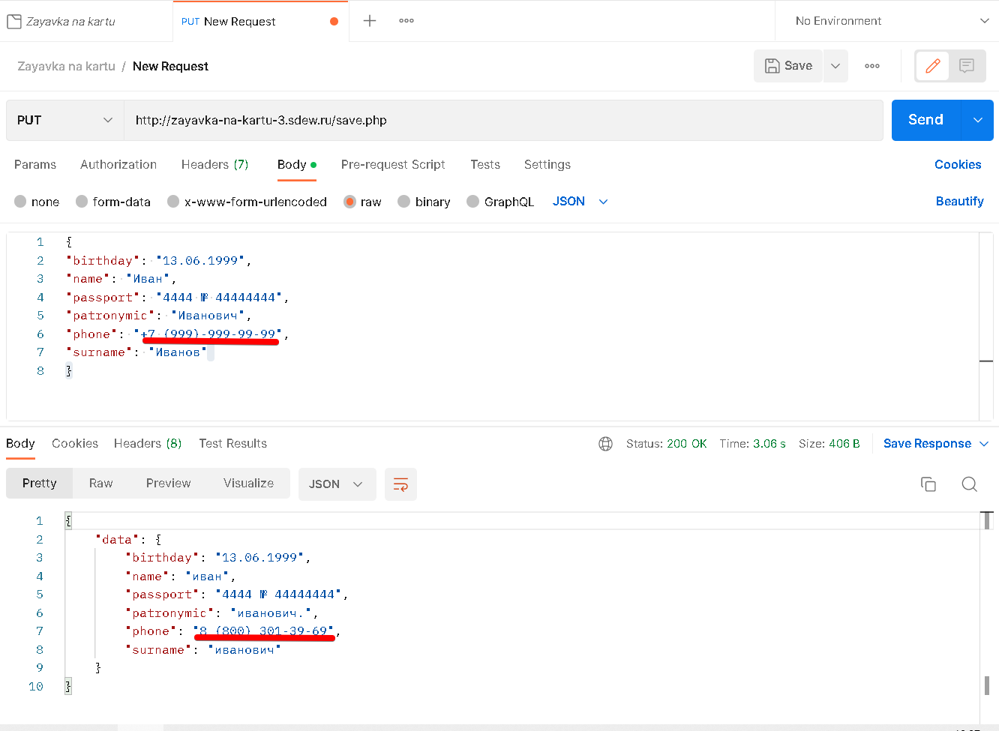 Zayavka na kartu
PUT New Request
No Environment
Zayavka na kartu / New Request
Save
PUT
http://zayavka-na-kartu-3.sdew.ru/save.php
Send
Params Authorization Headers (7) Body Pre-request Script Tests Settings Cookies
none form-data x-www-form-urlencoded raw binary GraphQL JSON Beautify
1 {
2 "birthday": "13.06.1999",
3 "name": "Иван",
4 "passport": "4444 № 44444444",
5 "patronymic": "Иванович",
6 "phone": "+7 (999)-999-99-99",
7 "surname": "Иванов"
8 }
Body Cookies Headers (8) Test Results Status: 200 OK Time: 3.06 s Size: 406 B Save Response
Pretty Raw Preview Visualize JSON
1 {
2 "data": {
3 "birthday": "13.06.1999",
4 "name": "иван",
5 "passport": "4444 № 44444444",
6 "patronymic": "иванович.",
7 "phone": "8 (800) 301-39-69",
8 "surname": "иванович"
9 }
10 }